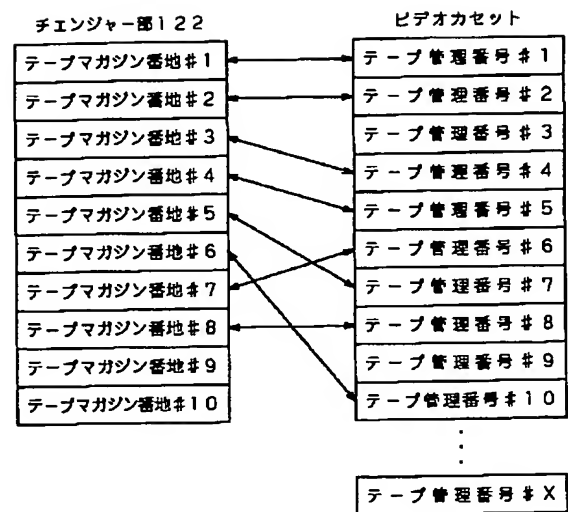 チェンジャー部122
テープマガジン番地#1
テープマガジン番地#2
テープマガジン番地#3
テープマガジン番地#4
テープマガジン番地#5
テープマガジン番地#6
テープマガジン番地#7
テープマガジン番地#8
テープマガジン番地#9
テープマガジン番地#10
ビデオカセット
テープ管理番号#1
テープ管理番号#2
テープ管理番号#3
テープ管理番号#4
テープ管理番号#5
テープ管理番号#6
テープ管理番号#7
テープ管理番号#8
テープ管理番号#9
テープ管理番号#10
テープ管理番号#X